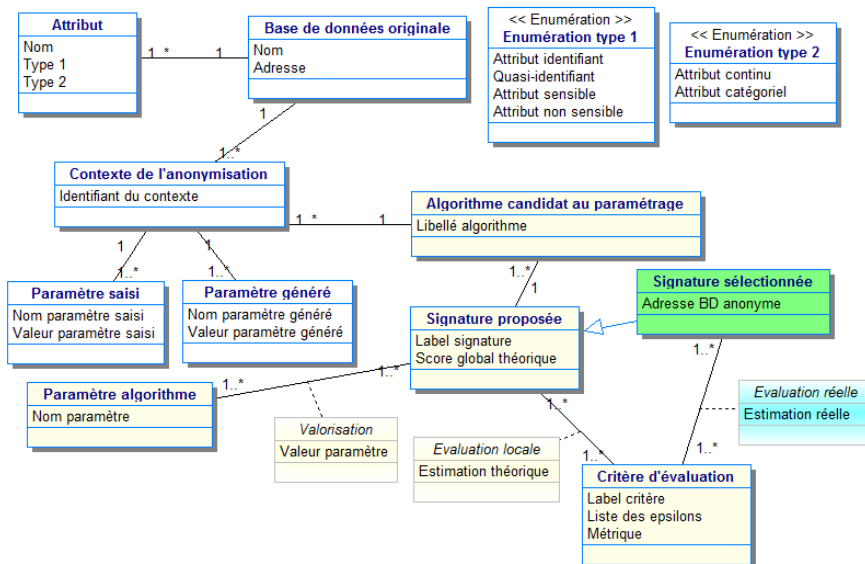 Attribut
Nom
Type 1
Type 2
1..*
1
Base de données originale
Nom
Adresse
<< Enumération >>
Enumération type 1
Attribut identifiant
Quasi-identifiant
Attribut sensible
Attribut non sensible
<< Enumération >>
Enumération type 2
Attribut continu
Attribut catégoriel
1
1..*
Contexte de l'anonymisation
Identifiant du contexte
1..*
1
Algorithme candidat au paramétrage
Libellé algorithme
1
1
1..*
1..*
1..*
1
Paramètre saisi
Nom paramètre saisi
Valeur paramètre saisi
Paramètre généré
Nom paramètre généré
Valeur paramètre généré
Signature proposée
Label signature
Score global théorique
Signature sélectionnée
Adresse BD anonyme
1..*
1..*
1..*
1..*
Paramètre algorithme
Nom paramètre
Valorisation
Valeur paramètre
Evaluation locale
Estimation théorique
Evaluation réelle
Estimation réelle
1..*
1..*
Critère d'évaluation
Label critère
Liste des epsilons
Métrique